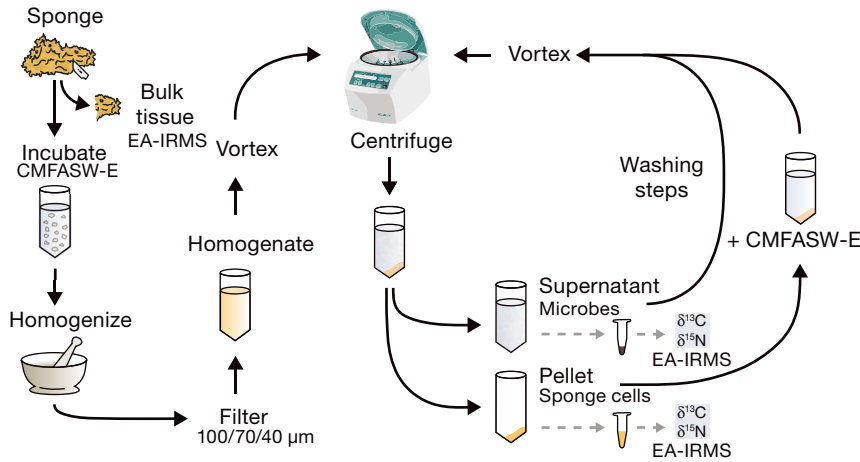 Sponge
Bulk
tissue
EA-IRMS
Incubate
CMFASW-E
Homogenize
Filter
100/70/40 µm
Homogenate
Vortex
Centrifuge
Vortex
Washing
steps
+ CMFASW-E
Supernatant
Microbes
δ¹³C
δ¹⁵N
EA-IRMS
Pellet
Sponge cells
δ¹³C
δ¹⁵N
EA-IRMS